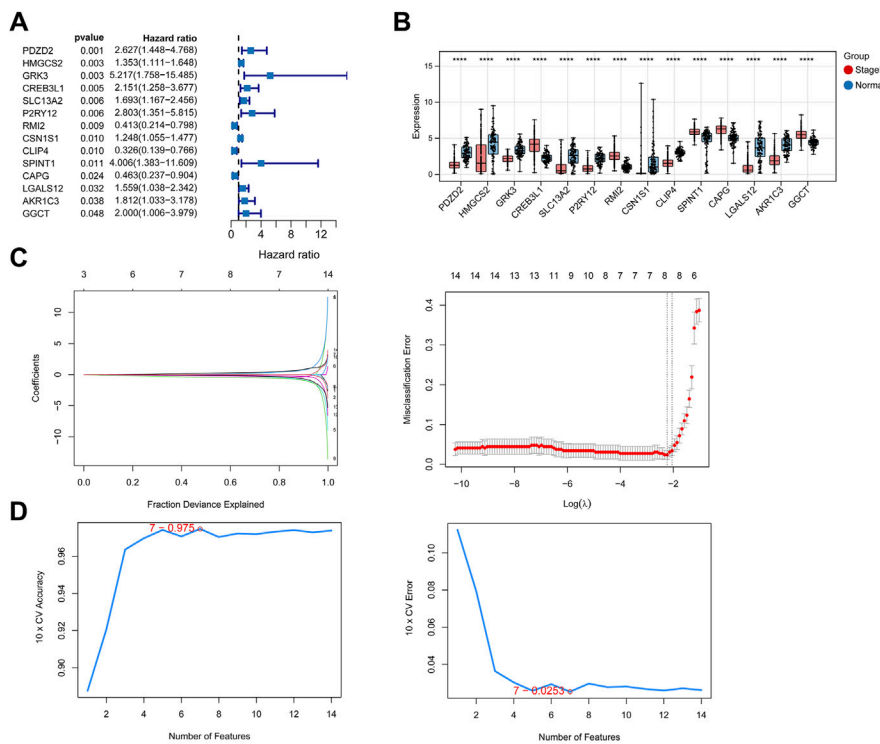 A
pvalue Hazard ratio
PDZD2 0.001 2.627(1.448−4.768)
HMGCS2 0.003 1.353(1.111−1.648)
GRK3 0.003 5.217(1.758−15.485)
CREB3L1 0.005 2.151(1.258−3.677)
SLC13A2 0.006 1.693(1.167−2.456)
P2RY12 0.006 2.803(1.351−5.815)
RMI2 0.009 0.413(0.214−0.798)
CSN1S1 0.010 1.248(1.055−1.477)
CLIP4 0.010 0.326(0.139−0.766)
SPINT1 0.011 4.006(1.383−11.609)
CAPG 0.024 0.463(0.237−0.904)
LGALS12 0.032 1.559(1.038−2.342)
AKR1C3 0.038 1.812(1.033−3.178)
GGCT 0.048 2.000(1.006−3.979)
0 4 8 12
Hazard ratio
B
**** **** **** **** **** **** **** **** **** **** **** **** **** ****
Group
Stage
Norma
Expression
15
10
5
0
PDZD2 HMGCS2 GRK3 CREB3L1 SLC13A2 P2RY12 RMI2 CSN1S1 CLIP4 SPINT1 CAPG LGALS12 AKR1C3 GGCT
C
3 6 7 8 7 14
Coefficients
10
5
0
−5
−10
0.0 0.2 0.4 0.6 0.8 1.0
Fraction Deviance Explained
14 14 14 13 13 11 9 10 8 7 7 7 8 8 6
Misclassification Error
0.4
0.3
0.2
0.1
0.0
−10 −8 −6 −4 −2
Log(λ)
D
7 − 0.975
10 x CV Accuracy
0.96
0.94
0.92
0.90
2 4 6 8 10 12 14
Number of Features
10 x CV Error
0.10
0.08
0.06
0.04
7 − 0.0253
2 4 6 8 10 12 14
Number of Features